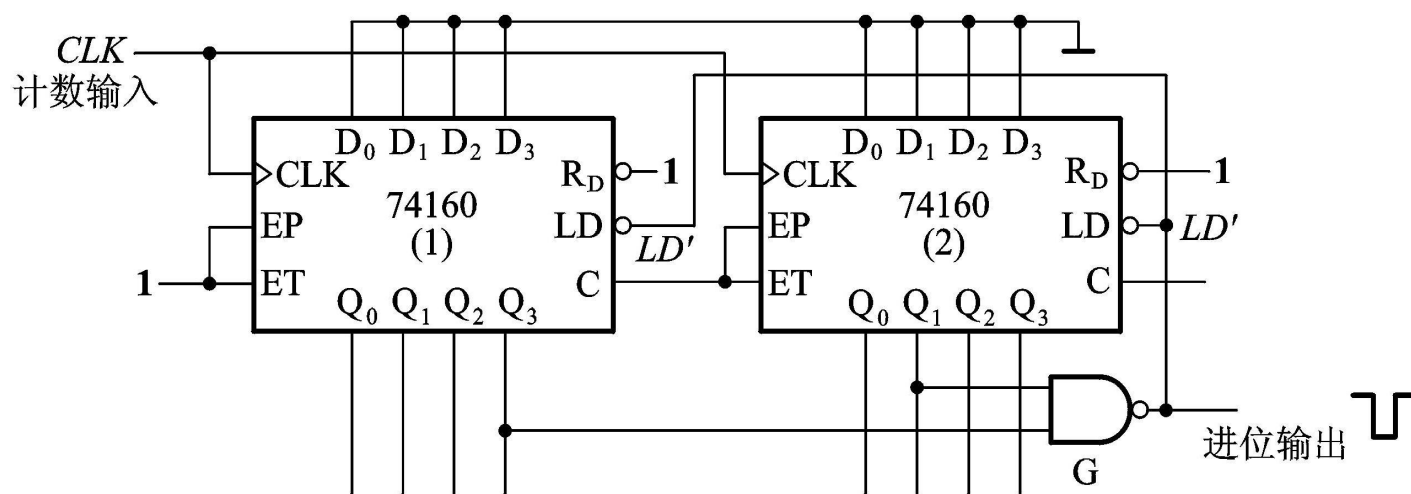 CLK
计数输入
D₀ D₁ D₂ D₃
CLK
R_D
1
74160
(1)
EP
LD
LD'
1
ET
C
Q₀ Q₁ Q₂ Q₃
D₀ D₁ D₂ D₃
CLK
R_D
1
74160
(2)
EP
LD
LD'
ET
C
Q₀ Q₁ Q₂ Q₃
G
进位输出